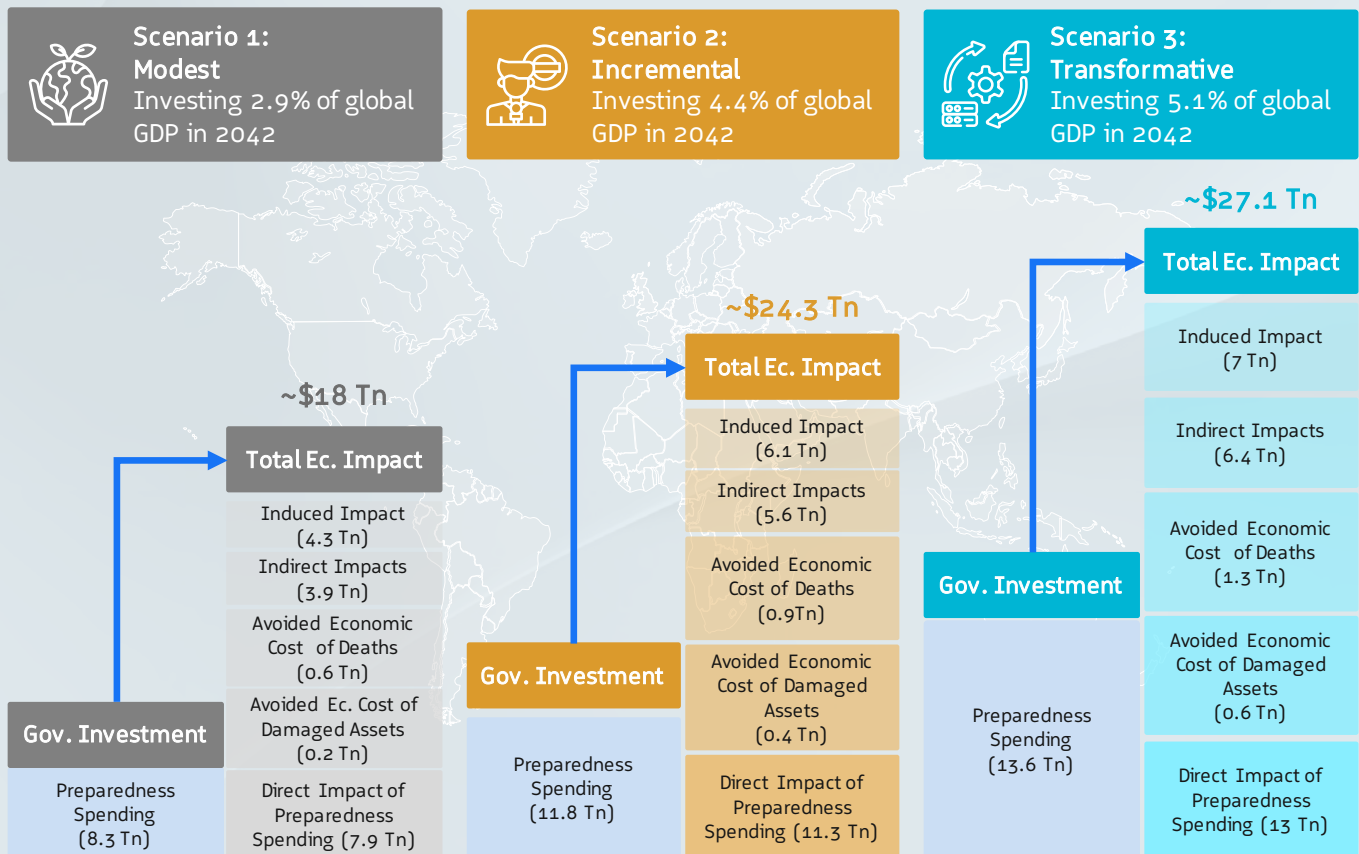 Scenario 1:
Modest
Investing 2.9% of global
GDP in 2042
~$18 Tn
Total Ec. Impact
Induced Impact
(4.3 Tn)
Indirect Impacts
(3.9 Tn)
Avoided Economic
Cost of Deaths
(0.6 Tn)
Avoided Ec. Cost of
Damaged Assets
(0.2 Tn)
Direct Impact of
Preparedness
Spending (7.9 Tn)
Gov. Investment
Preparedness
Spending
(8.3 Tn)
Scenario 2:
Incremental
Investing 4.4% of global
GDP in 2042
~$24.3 Tn
Total Ec. Impact
Induced Impact
(6.1 Tn)
Indirect Impacts
(5.6 Tn)
Avoided Economic
Cost of Deaths
(0.9Tn)
Avoided Economic
Cost of Damaged
Assets
(0.4 Tn)
Direct Impact of
Preparedness
Spending (11.3 Tn)
Gov. Investment
Preparedness
Spending
(11.8 Tn)
Scenario 3:
Transformative
Investing 5.1% of global
GDP in 2042
~$27.1 Tn
Total Ec. Impact
Induced Impact
(7 Tn)
Indirect Impacts
(6.4 Tn)
Avoided Economic
Cost of Deaths
(1.3 Tn)
Avoided Economic
Cost of Damaged
Assets
(0.6 Tn)
Direct Impact of
Preparedness
Spending (13 Tn)
Gov. Investment
Preparedness
Spending
(13.6 Tn)